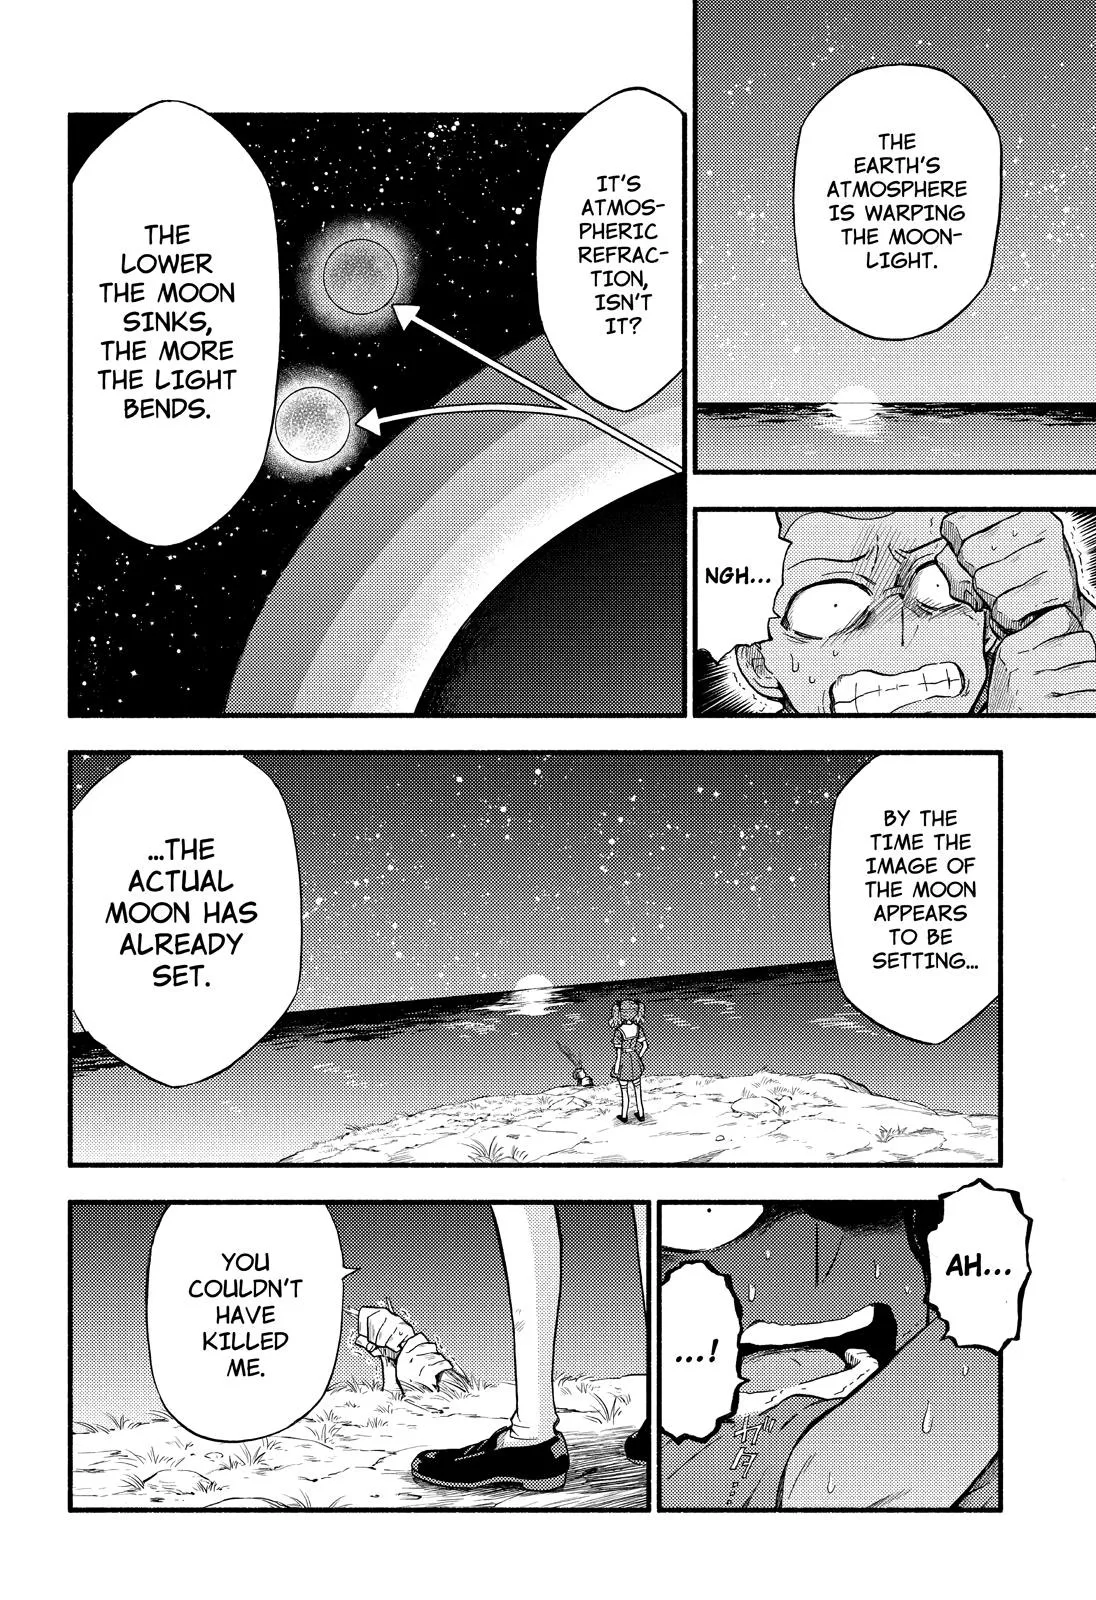 THE
EARTH'S
ATMOSPHERE
IS WARPING
THE MOON-
LIGHT.
IT'S
ATMOS-
PHERIC
REFRAC-
TION,
ISN'T
IT?
THE
LOWER
THE MOON
SINKS,
THE MORE
THE LIGHT
BENDS.
NGH...
BY THE
TIME THE
IMAGE OF
THE MOON
APPEARS
TO BE
SETTING...
...THE
ACTUAL
MOON HAS
ALREADY
SET.
AH...
...!
ガタ...
YOU
COULDN'T
HAVE
KILLED
ME.